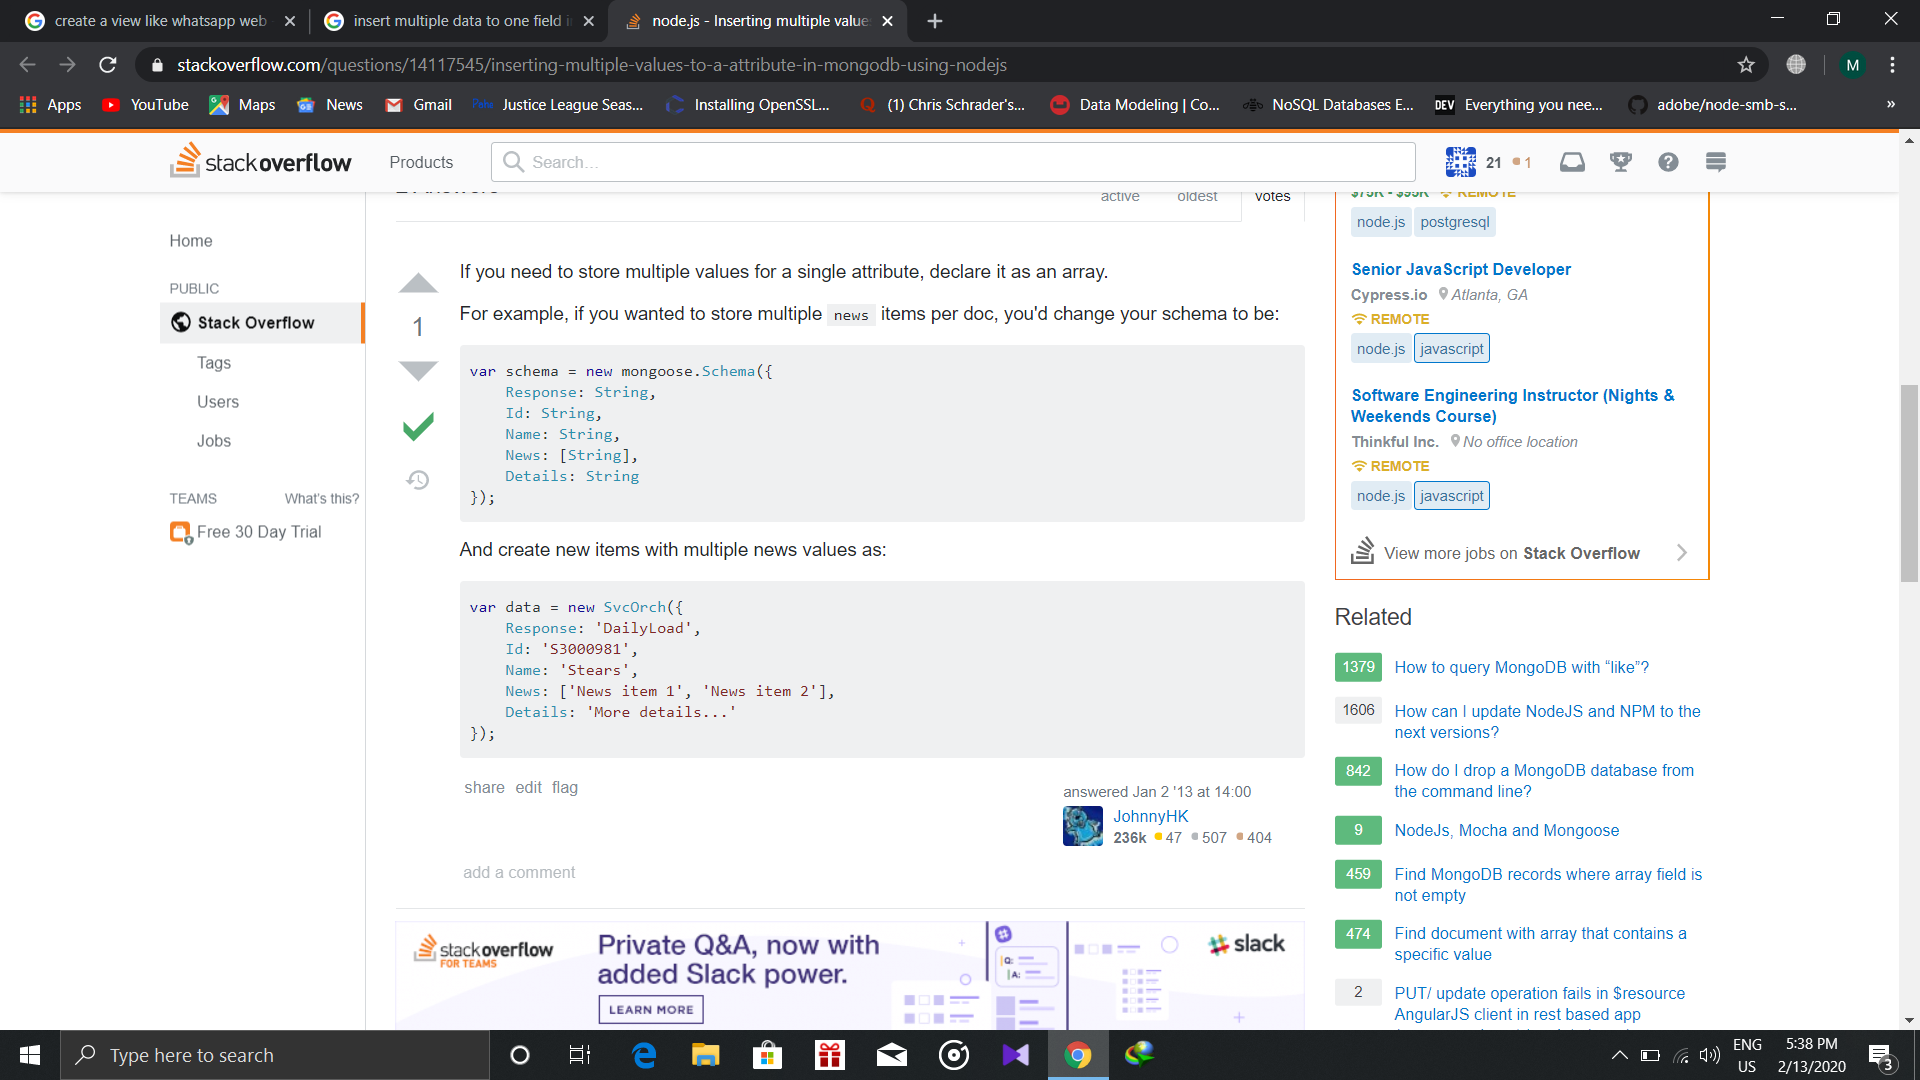 create a view like whatsapp web
insert multiple data to one field i
node.js - Inserting multiple value
stackoverflow.com/questions/14117545/inserting-multiple-values-to-a-attribute-in-mongodb-using-nodejs
M
Apps
YouTube
Maps
News
Gmail
Justice League Seas...
Installing OpenSSL...
(1) Chris Schrader's...
Data Modeling | Co...
NoSQL Databases E...
DEV
Everything you nee...
adobe/node-smb-s...
»
stackoverflow
Products
Search...
21
1
active
oldest
votes
Home
PUBLIC
Stack Overflow
Tags
Users
Jobs
TEAMS
What's this?
Free 30 Day Trial
1
If you need to store multiple values for a single attribute, declare it as an array.
For example, if you wanted to store multiple news items per doc, you'd change your schema to be:
var schema = new mongoose.Schema({
Response: String,
Id: String,
Name: String,
News: [String],
Details: String
});
And create new items with multiple news values as:
var data = new SvcOrch({
Response: 'DailyLoad',
Id: 'S3000981',
Name: 'Stears',
News: ['News item 1', 'News item 2'],
Details: 'More details...'
});
share edit flag
answered Jan 2 '13 at 14:00
JohnnyHK
236k 47 507 404
add a comment
stackoverflow
FOR TEAMS
Private Q&A, now with
added Slack power.
LEARN MORE
Q:
A:
slack
$75K - $95K REMOTE
node.js postgresql
Senior JavaScript Developer
Cypress.io Atlanta, GA
REMOTE
node.js javascript
Software Engineering Instructor (Nights &
Weekends Course)
Thinkful Inc. No office location
REMOTE
node.js javascript
View more jobs on Stack Overflow
Related
1379 How to query MongoDB with “like”?
1606 How can I update NodeJS and NPM to the
next versions?
842 How do I drop a MongoDB database from
the command line?
9 NodeJs, Mocha and Mongoose
459 Find MongoDB records where array field is
not empty
474 Find document with array that contains a
specific value
2 PUT/ update operation fails in $resource
AngularJS client in rest based app
Type here to search
ENG
US
5:38 PM
2/13/2020
3